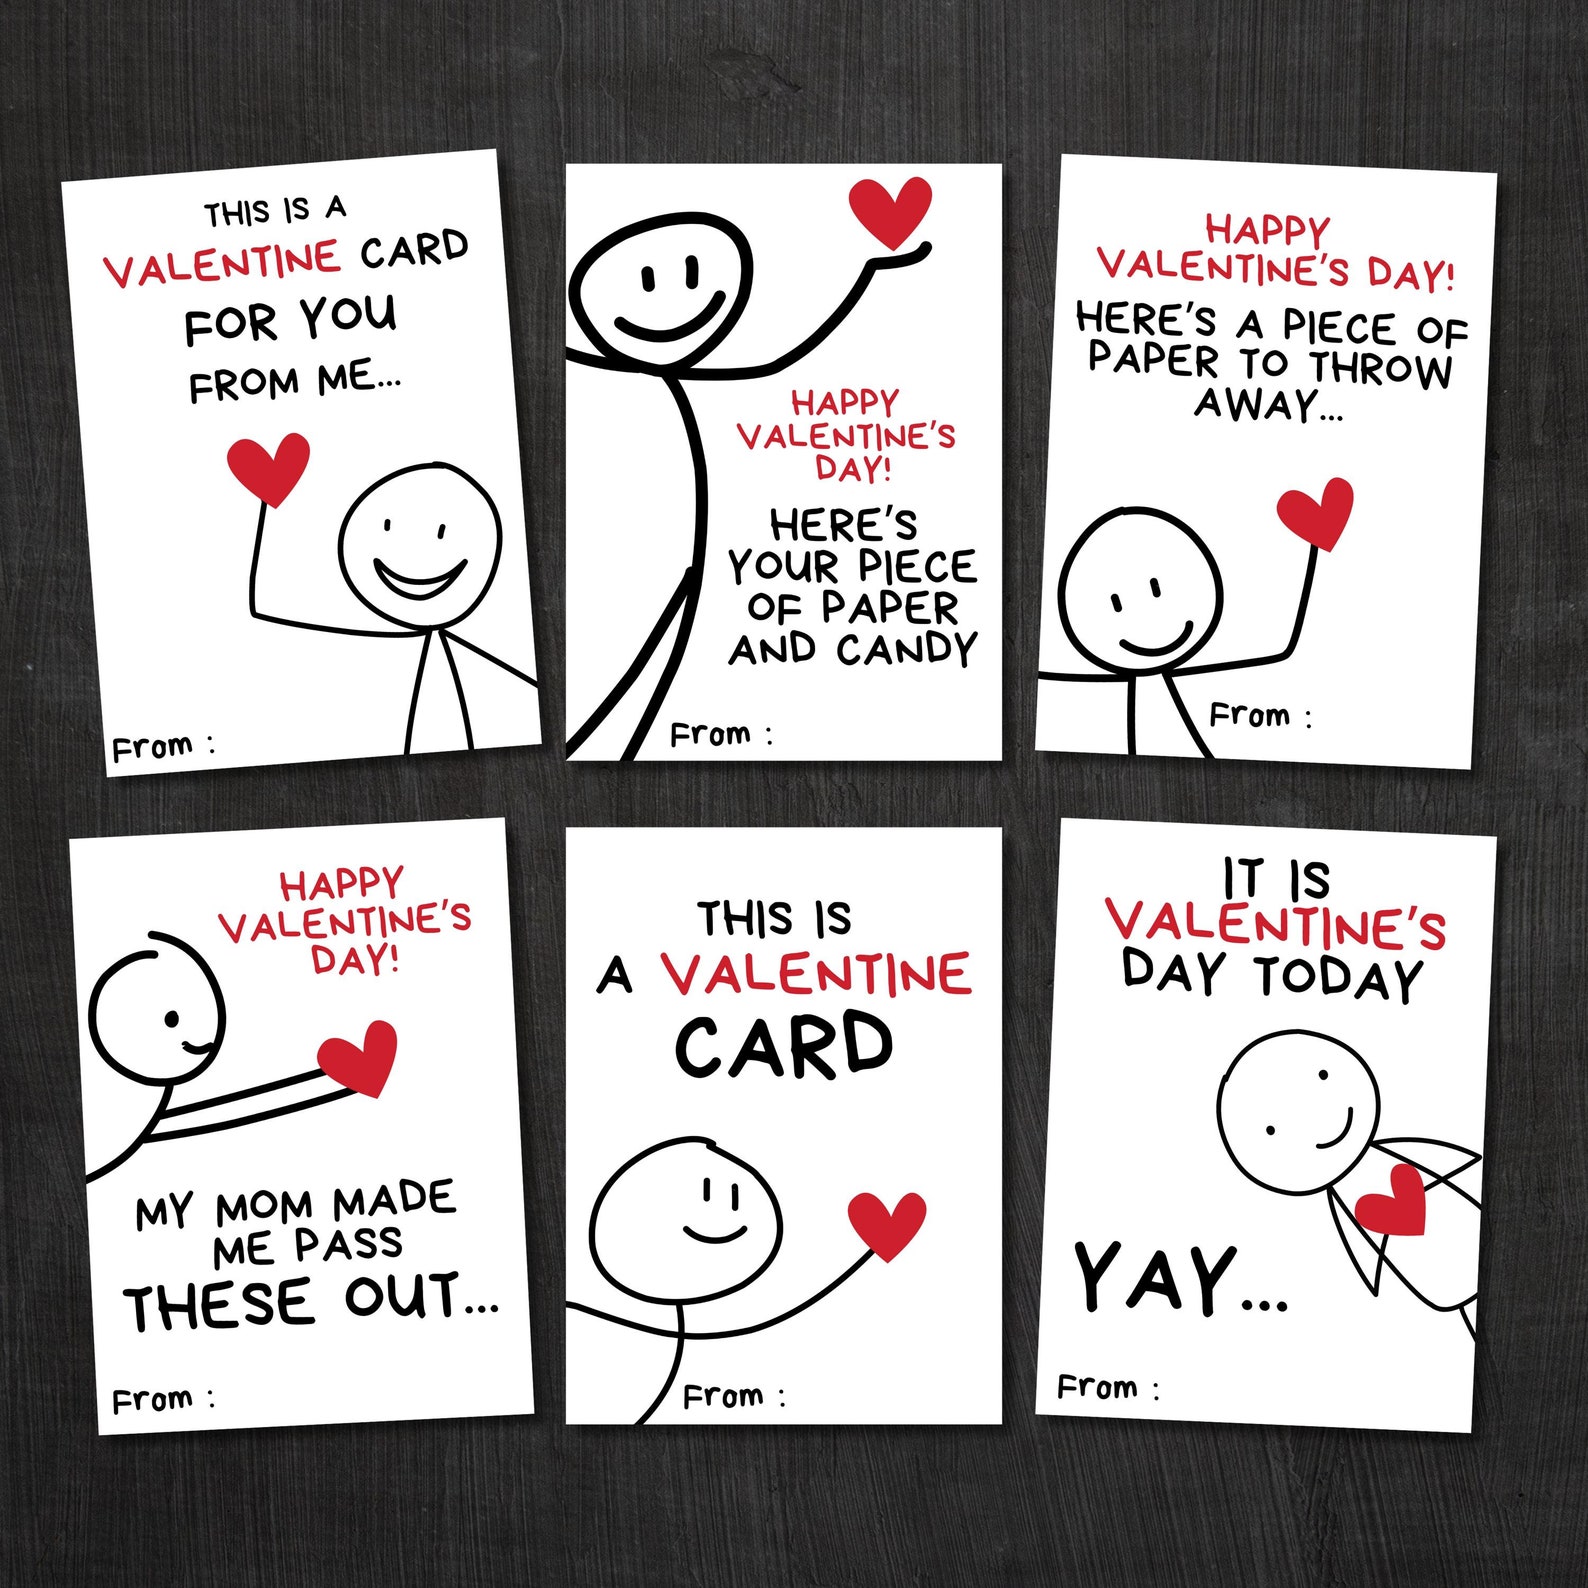 THIS IS A
VALENTINE CARD
FOR YOU
FROM ME...
From :
HAPPY
VALENTINE'S
DAY!
HERE'S
YOUR PIECE
OF PAPER
AND CANDY
From :
HAPPY
VALENTINE'S DAY!
HERE'S A PIECE OF
PAPER TO THROW
AWAY...
From :
HAPPY
VALENTINE'S
DAY!
MY MOM MADE
ME PASS
THESE OUT...
From :
THIS IS
A VALENTINE
CARD
From :
IT IS
VALENTINE'S
DAY TODAY
YAY...
From :